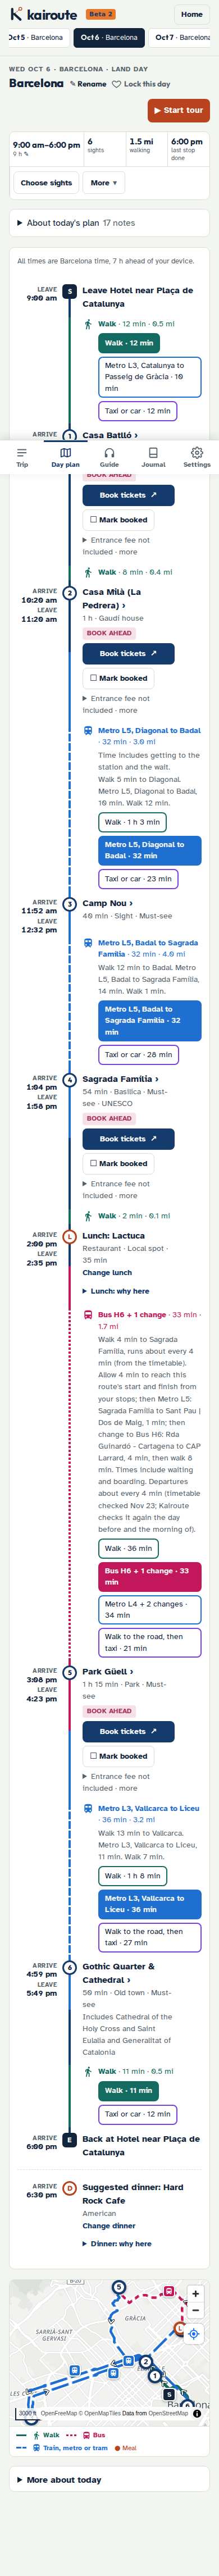 kairoute Beta 2 Home
Oct 5 · Barcelona Oct 6 · Barcelona Oct 7 · Barcelona
WED OCT 6 · BARCELONA · LAND DAY
Barcelona ✎ Rename ♡ Lock this day
▶ Start tour
9:00 am–6:00 pm
9 h ✎
6
sights
1.5 mi
walking
6:00 pm
last stop
done
Choose sights More ▾
▶ About today's plan 17 notes
All times are Barcelona time, 7 h ahead of your device.
LEAVE
9:00 am
S
Leave Hotel near Plaça de
Catalunya
Walk · 12 min · 0.5 mi
Walk · 12 min
Metro L3, Catalunya to
Passeig de Gràcia · 10
min
Taxi or car · 12 min
ARRIVE
1
Casa Batlló ›
Trip Day plan Guide Journal Settings
BOOK AHEAD
Book tickets ↗
☐ Mark booked
▶ Entrance fee not
included · more
Walk · 8 min · 0.4 mi
ARRIVE
10:20 am
LEAVE
11:20 am
2
Casa Milà (La
Pedrera) ›
1 h · Gaudí house
BOOK AHEAD
Book tickets ↗
☐ Mark booked
▶ Entrance fee not
included · more
Metro L5, Diagonal to Badal
· 32 min · 3.0 mi
Time includes getting to the
station and the wait.
Walk 5 min to Diagonal.
Metro L5, Diagonal to Badal,
10 min. Walk 12 min.
Walk · 1 h 3 min
Metro L5, Diagonal to
Badal · 32 min
Taxi or car · 23 min
ARRIVE
11:52 am
LEAVE
12:32 pm
3
Camp Nou ›
40 min · Sight · Must-see
Metro L5, Badal to Sagrada
Família · 32 min · 4.0 mi
Walk 12 min to Badal. Metro
L5, Badal to Sagrada Família,
14 min. Walk 1 min.
Metro L5, Badal to
Sagrada Família · 32
min
Taxi or car · 28 min
ARRIVE
1:04 pm
LEAVE
1:58 pm
4
Sagrada Família ›
54 min · Basilica · Must-
see · UNESCO
BOOK AHEAD
Book tickets ↗
☐ Mark booked
▶ Entrance fee not
included · more
Walk · 2 min · 0.1 mi
ARRIVE
2:00 pm
LEAVE
2:35 pm
L
Lunch: Lactuca
Restaurant · Local spot ·
35 min
Change lunch
▶ Lunch: why here
Bus H6 + 1 change · 33 min ·
1.7 mi
Walk 4 min to Sagrada
Família, runs about every 4
min (from the timetable).
Allow 4 min to reach this
route's start and finish from
your stops; then Metro L5:
Sagrada Família to Sant Pau |
Dos de Maig, 1 min; then
change to Bus H6: Rda
Guinardó - Cartagena to CAP
Larrard, 4 min, then walk 8
min. Times include waiting
and boarding. Departures
about every 4 min (timetable
checked Nov 23; Kairoute
checks it again the day
before and the morning of).
Walk · 36 min
Bus H6 + 1 change · 33
min
Metro L4 + 2 changes ·
34 min
Walk to the road, then
taxi · 21 min
ARRIVE
3:08 pm
LEAVE
4:23 pm
5
Park Güell ›
1 h 15 min · Park · Must-
see
BOOK AHEAD
Book tickets ↗
☐ Mark booked
▶ Entrance fee not
included · more
Metro L3, Vallcarca to Liceu
· 36 min · 3.2 mi
Walk 13 min to Vallcarca.
Metro L3, Vallcarca to Liceu,
11 min. Walk 7 min.
Walk · 1 h 8 min
Metro L3, Vallcarca to
Liceu · 36 min
Walk to the road, then
taxi · 27 min
ARRIVE
4:59 pm
LEAVE
5:49 pm
6
Gothic Quarter &
Cathedral ›
50 min · Old town · Must-
see
Includes Cathedral of the
Holy Cross and Saint
Eulalia and Generalitat of
Catalonia
Walk · 11 min · 0.5 mi
Walk · 11 min
Taxi or car · 12 min
ARRIVE
6:00 pm
E
Back at Hotel near Plaça de
Catalunya
ARRIVE
6:30 pm
D
Suggested dinner: Hard
Rock Cafe
American
Change dinner
▶ Dinner: why here
B-20
5
GRÀCIA
SARRIÀ-SANT
GERVASI
L
2
1
S
6
LES C
Barcelona
+
−
3000 ft OpenFreeMap © OpenMapTiles Data from OpenStreetMap
Walk Bus
Train, metro or tram Meal
▶ More about today